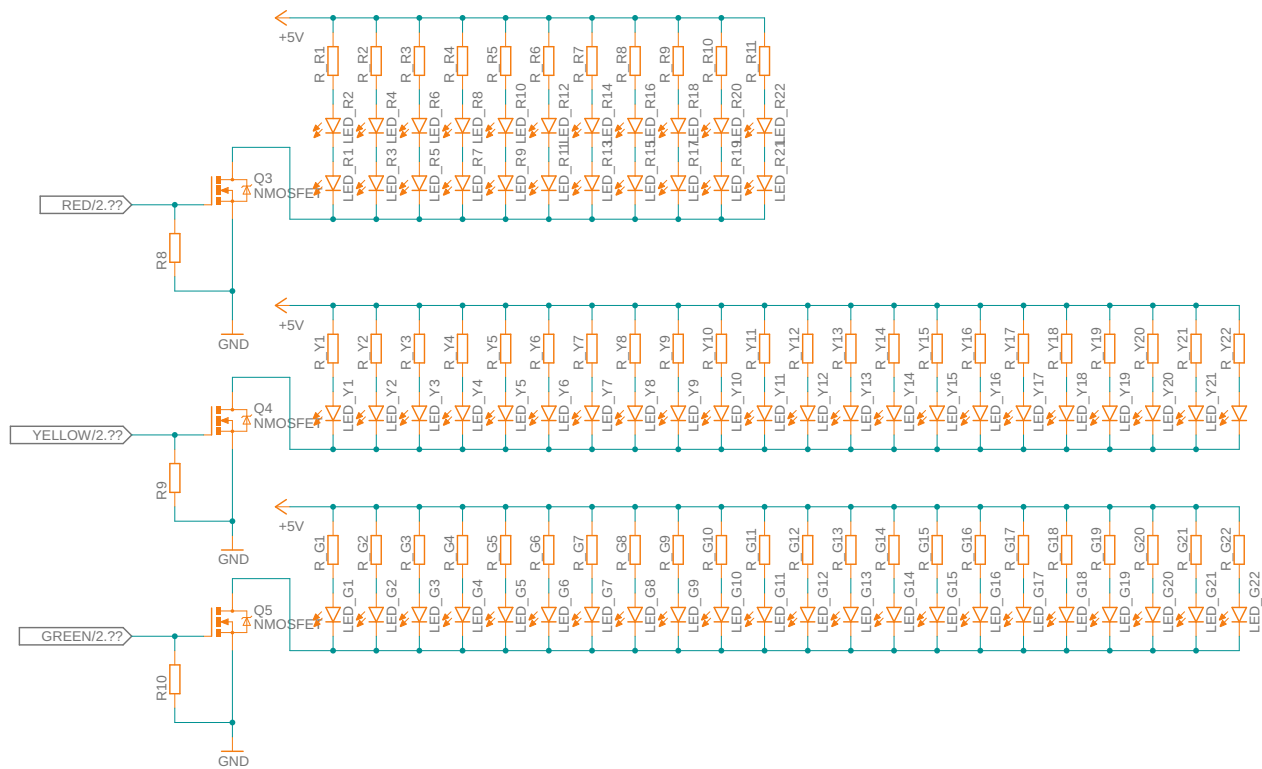 +5V
R_R1
R_R2
R_R3
R_R4
R_R5
R_R6
R_R7
R_R8
R_R9
R_R10
R_R11
LED_R2
LED_R4
LED_R6
LED_R8
LED_R10
LED_R12
LED_R14
LED_R16
LED_R18
LED_R20
LED_R22
LED_R1
LED_R3
LED_R5
LED_R7
LED_R9
LED_R11
LED_R13
LED_R15
LED_R17
LED_R19
LED_R21
Q3
NMOSFET
RED/2.??
R8
GND
+5V
R_Y1
R_Y2
R_Y3
R_Y4
R_Y5
R_Y6
R_Y7
R_Y8
R_Y9
R_Y10
R_Y11
R_Y12
R_Y13
R_Y14
R_Y15
R_Y16
R_Y17
R_Y18
R_Y19
R_Y20
R_Y21
R_Y22
LED_Y1
LED_Y2
LED_Y3
LED_Y4
LED_Y5
LED_Y6
LED_Y7
LED_Y8
LED_Y9
LED_Y10
LED_Y11
LED_Y12
LED_Y13
LED_Y14
LED_Y15
LED_Y16
LED_Y17
LED_Y18
LED_Y19
LED_Y20
LED_Y21
Q4
NMOSFET
YELLOW/2.??
R9
GND
+5V
R_G1
R_G2
R_G3
R_G4
R_G5
R_G6
R_G7
R_G8
R_G9
R_G10
R_G11
R_G12
R_G13
R_G14
R_G15
R_G16
R_G17
R_G18
R_G19
R_G20
R_G21
R_G22
LED_G1
LED_G2
LED_G3
LED_G4
LED_G5
LED_G6
LED_G7
LED_G8
LED_G9
LED_G10
LED_G11
LED_G12
LED_G13
LED_G14
LED_G15
LED_G16
LED_G17
LED_G18
LED_G19
LED_G20
LED_G21
LED_G22
Q5
NMOSFET
GREEN/2.??
R10
GND